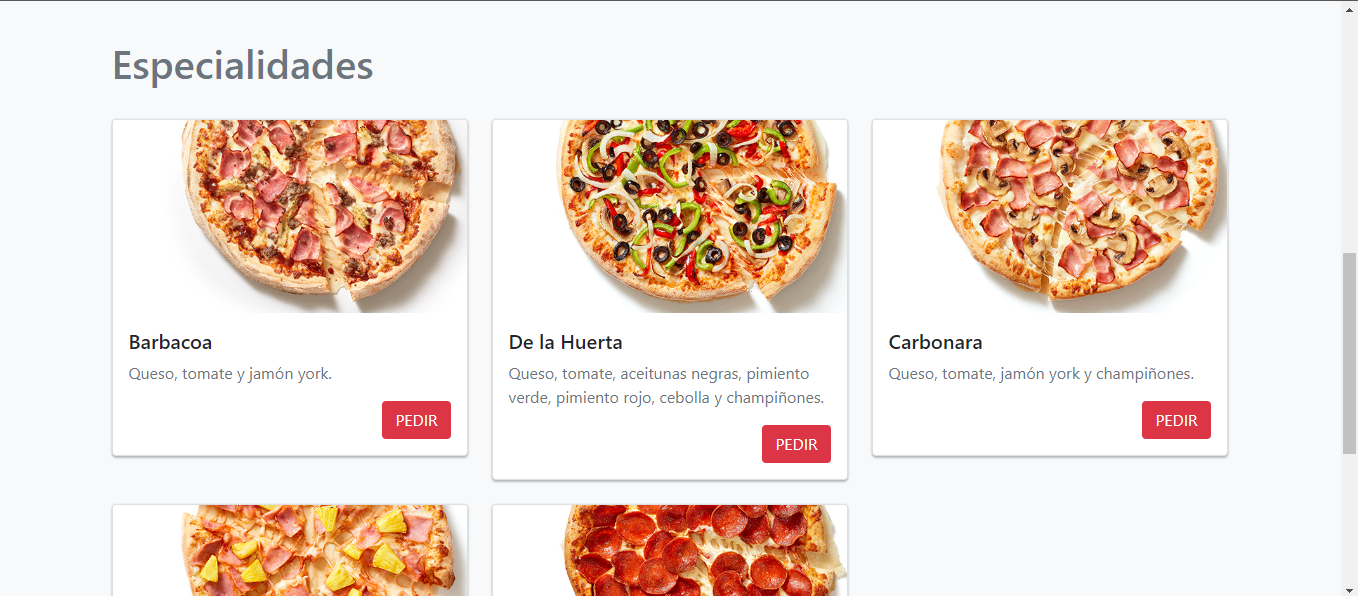 Especialidades
Barbacoa
Queso, tomate y jamón york.
PEDIR
De la Huerta
Queso, tomate, aceitunas negras, pimiento
verde, pimiento rojo, cebolla y champiñones.
PEDIR
Carbonara
Queso, tomate, jamón york y champiñones.
PEDIR